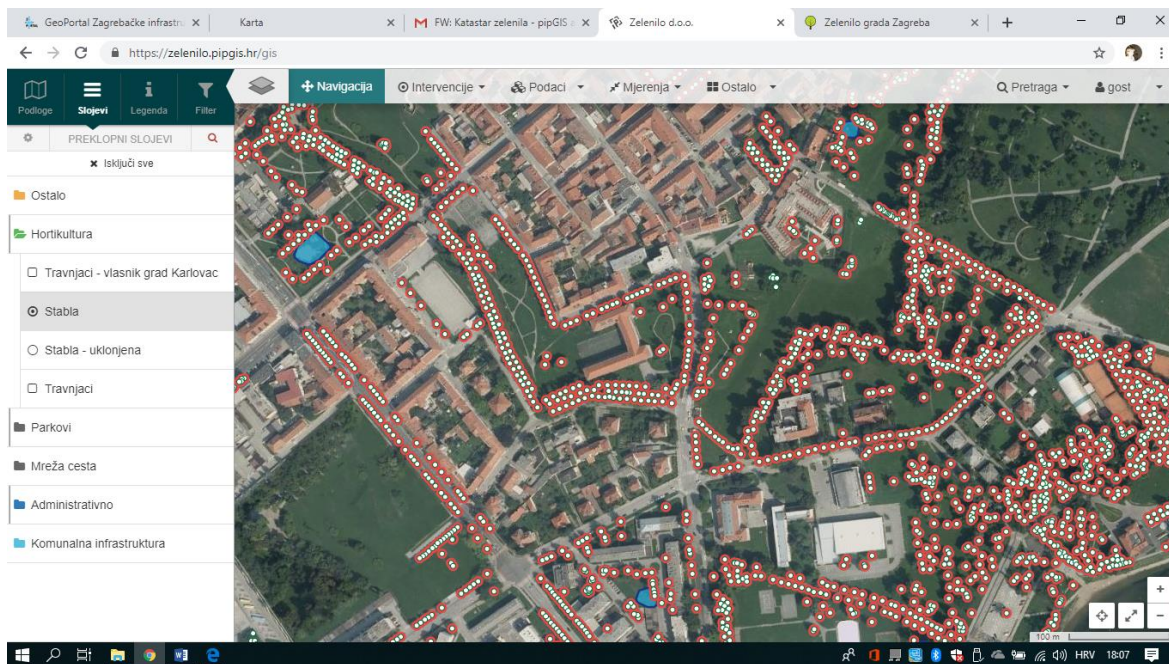 GeoPortal Zagrebačke infrastru
Karta
FW: Katastar zelenila - pipGIS
Zelenilo d.o.o.
Zelenilo grada Zagreba
https://zelenilo.pipgis.hr/gis
Podloge
Slojevi
Legenda
Filter
Navigacija
Intervencije
Podaci
Mjerenja
Ostalo
Pretraga
gost
PREKLOPNI SLOJEVI
Isključi sve
Ostalo
Hortikultura
Travnjaci - vlasnik grad Karlovac
Stabla
Stabla - uklonjena
Travnjaci
Parkovi
Mreža cesta
Administrativno
Komunalna infrastruktura
100 m
HRV
18:07